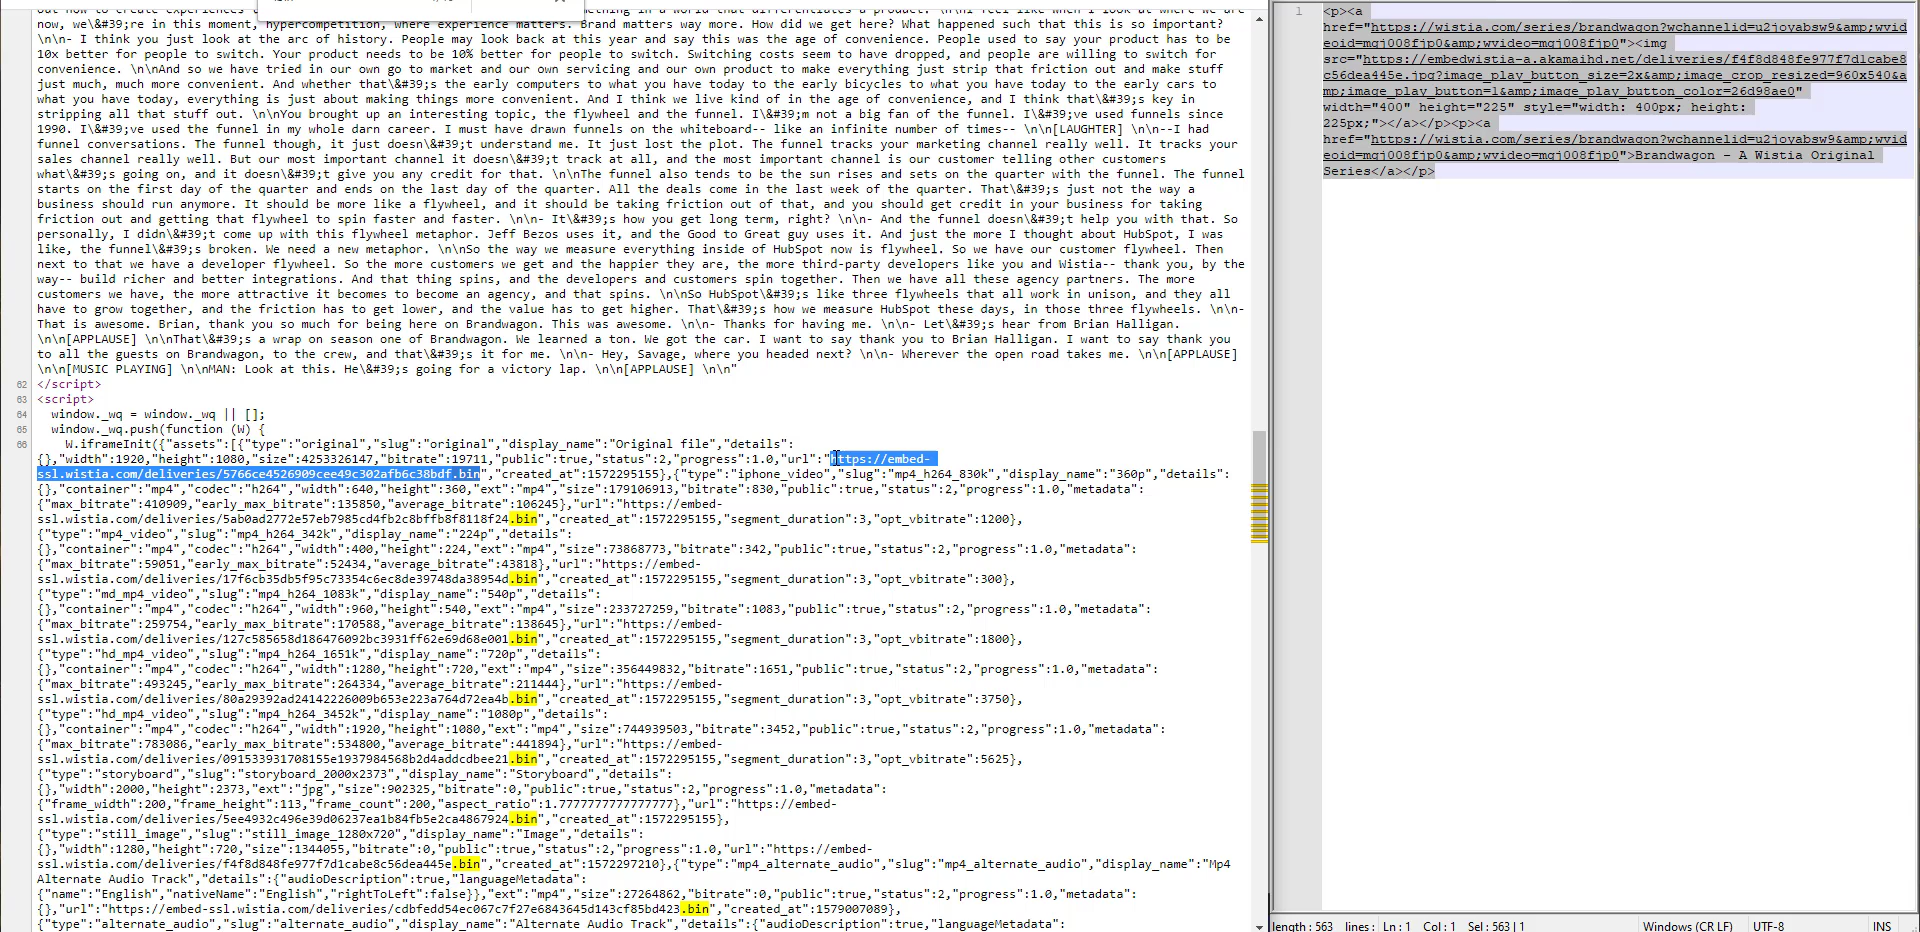 now, we\&#39;re in this moment, hypercompetition, where experience matters. Brand matters way more. How did we get here? What happened such that this is so important?
\n\n- I think you just look at the arc of history. People may look back at this year and say this was the age of convenience. People used to say your product has to be
10x better for people to switch. Your product needs to be 10% better for people to switch. Switching costs seem to have dropped, and people are willing to switch for
convenience. \n\nAnd so we have tried in our own go to market and our own servicing and our own product to make everything just strip that friction out and make stuff
just much, much more convenient. And whether that\&#39;s the early computers to what you have today to the early bicycles to what you have today to the early cars to
what you have today, everything is just about making things more convenient. And I think we live kind of in the age of convenience, and I think that\&#39;s key in
stripping all that stuff out. \n\nYou brought up an interesting topic, the flywheel and the funnel. I\&#39;m not a big fan of the funnel. I\&#39;ve used funnels since
1990. I\&#39;ve used the funnel in my whole darn career. I must have drawn funnels on the whiteboard-- like an infinite number of times-- \n\n[LAUGHTER] \n\n--I had
funnel conversations. The funnel though, it just doesn\&#39;t understand me. It just lost the plot. The funnel tracks your marketing channel really well. It tracks your
sales channel really well. But our most important channel it doesn\&#39;t track at all, and the most important channel is our customer telling other customers
what\&#39;s going on, and it doesn\&#39;t give you any credit for that. \n\nThe funnel also tends to be the sun rises and sets on the quarter with the funnel. The funnel
starts on the first day of the quarter and ends on the last day of the quarter. All the deals come in the last week of the quarter. That\&#39;s just not the way a
business should run anymore. It should be more like a flywheel, and it should be taking friction out of that, and you should get credit in your business for taking
friction out and getting that flywheel to spin faster and faster. \n\n- It\&#39;s how you get long term, right? \n\n- And the funnel doesn\&#39;t help you with that. So
personally, I didn\&#39;t come up with this flywheel metaphor. Jeff Bezos uses it, and the Good to Great guy uses it. And just the more I thought about HubSpot, I was
like, the funnel\&#39;s broken. We need a new metaphor. \n\nSo the way we measure everything inside of HubSpot now is flywheel. So we have our customer flywheel. Then
next to that we have a developer flywheel. So the more customers we get and the happier they are, the more third-party developers like you and Wistia-- thank you, by the
way-- build richer and better integrations. And that thing spins, and the developers and customers spin together. Then we have all these agency partners. The more
customers we have, the more attractive it becomes to become an agency, and that spins. \n\nSo HubSpot\&#39;s like three flywheels that all work in unison, and they all
have to grow together, and the friction has to get lower, and the value has to get higher. That\&#39;s how we measure HubSpot these days, in those three flywheels. \n\n-
That is awesome. Brian, thank you so much for being here on Brandwagon. This was awesome. \n\n- Thanks for having me. \n\n- Let\&#39;s hear from Brian Halligan.
\n\n[APPLAUSE] \n\nThat\&#39;s a wrap on season one of Brandwagon. We learned a ton. We got the car. I want to say thank you to Brian Halligan. I want to say thank you
to all the guests on Brandwagon, to the crew, and that\&#39;s it for me. \n\n- Hey, Savage, where you headed next? \n\n- Wherever the open road takes me. \n\n[APPLAUSE]
\n\n[MUSIC PLAYING] \n\nMAN: Look at this. He\&#39;s going for a victory lap. \n\n[APPLAUSE] \n\n"
62 </script>
63 <script>
64 window._wq = window._wq || [];
65 window._wq.push(function (W) {
66 W.iframeInit({"assets":[{"type":"original","slug":"original","display_name":"Original file","details":
{},"width":1920,"height":1080,"size":4253326147,"bitrate":19711,"public":true,"status":2,"progress":1.0,"url":"https://embed-
ssl.wistia.com/deliveries/5766ce4526909cee49c302afb6c38bdf.bin","created_at":1572295155},{"type":"iphone_video","slug":"mp4_h264_830k","display_name":"360p","details":
{},"container":"mp4","codec":"h264","width":640,"height":360,"ext":"mp4","size":179106913,"bitrate":830,"public":true,"status":2,"progress":1.0,"metadata":
{"max_bitrate":410909,"early_max_bitrate":135850,"average_bitrate":106245},"url":"https://embed-
ssl.wistia.com/deliveries/5ab0ad2772e57eb7985cd4fb2c8bffb8f8118f24.bin","created_at":1572295155,"segment_duration":3,"opt_vbitrate":1200},
{"type":"mp4_video","slug":"mp4_h264_342k","display_name":"224p","details":
{},"container":"mp4","codec":"h264","width":400,"height":224,"ext":"mp4","size":73868773,"bitrate":342,"public":true,"status":2,"progress":1.0,"metadata":
{"max_bitrate":59051,"early_max_bitrate":52434,"average_bitrate":43818},"url":"https://embed-
ssl.wistia.com/deliveries/17f6cb35db5f95c73354c6ec8de39748da38954d.bin","created_at":1572295155,"segment_duration":3,"opt_vbitrate":300},
{"type":"md_mp4_video","slug":"mp4_h264_1083k","display_name":"540p","details":
{},"container":"mp4","codec":"h264","width":960,"height":540,"ext":"mp4","size":233727259,"bitrate":1083,"public":true,"status":2,"progress":1.0,"metadata":
{"max_bitrate":259754,"early_max_bitrate":170588,"average_bitrate":138645},"url":"https://embed-
ssl.wistia.com/deliveries/127c585658d186476092bc3931ff62e69d68e001.bin","created_at":1572295155,"segment_duration":3,"opt_vbitrate":1800},
{"type":"hd_mp4_video","slug":"mp4_h264_1651k","display_name":"720p","details":
{},"container":"mp4","codec":"h264","width":1280,"height":720,"ext":"mp4","size":356449832,"bitrate":1651,"public":true,"status":2,"progress":1.0,"metadata":
{"max_bitrate":493245,"early_max_bitrate":264334,"average_bitrate":211444},"url":"https://embed-
ssl.wistia.com/deliveries/80a29392ad24142226009b653e223a764d72ea4b.bin","created_at":1572295155,"segment_duration":3,"opt_vbitrate":3750},
{"type":"hd_mp4_video","slug":"mp4_h264_3452k","display_name":"1080p","details":
{},"container":"mp4","codec":"h264","width":1920,"height":1080,"ext":"mp4","size":744939503,"bitrate":3452,"public":true,"status":2,"progress":1.0,"metadata":
{"max_bitrate":783086,"early_max_bitrate":534800,"average_bitrate":441894},"url":"https://embed-
ssl.wistia.com/deliveries/091533931708155e1937984568b2d4addcdbee21.bin","created_at":1572295155,"segment_duration":3,"opt_vbitrate":5625},
{"type":"storyboard","slug":"storyboard_2000x2373","display_name":"Storyboard","details":
{},"width":2000,"height":2373,"ext":"jpg","size":902325,"bitrate":0,"public":true,"status":2,"progress":1.0,"metadata":
{"frame_width":200,"frame_height":113,"frame_count":200,"aspect_ratio":1.7777777777777777},"url":"https://embed-
ssl.wistia.com/deliveries/5ee4932c496e39d06237ea1b84fb5e2ca4867924.bin","created_at":1572295155},
{"type":"still_image","slug":"still_image_1280x720","display_name":"Image","details":
{},"width":1280,"height":720,"size":1344055,"bitrate":0,"public":true,"status":2,"progress":1.0,"url":"https://embed-
ssl.wistia.com/deliveries/f4f8d848fe977f7d1cabe8c56dea445e.bin","created_at":1572297210},{"type":"mp4_alternate_audio","slug":"mp4_alternate_audio","display_name":"Mp4
Alternate Audio Track","details":{"audioDescription":true,"languageMetadata":
{"name":"English","nativeName":"English","rightToLeft":false}},"ext":"mp4","size":27264862,"bitrate":0,"public":true,"status":2,"progress":1.0,"metadata":
{},"url":"https://embed-ssl.wistia.com/deliveries/cdbfedd54ec067c7f27e6843645d143cf85bd423.bin","created_at":1579007089},
{"type":"alternate_audio","slug":"alternate_audio","display_name":"Alternate Audio Track","details":{"audioDescription":true,"languageMetadata":
1 <p><a
href="https://wistia.com/series/brandwagon?wchannelid=u2joyabsw9&amp;wvid
eoid=mqj008fjp0&amp;wvideo=mqj008fjp0"><img
src="https://embedwistia-a.akamaihd.net/deliveries/f4f8d848fe977f7d1cabe8
c56dea445e.jpg?image_play_button_size=2x&amp;image_crop_resized=960x540&a
mp;image_play_button=1&amp;image_play_button_color=26d98ae0"
width="400" height="225" style="width: 400px; height:
225px;"></a></p><p><a
href="https://wistia.com/series/brandwagon?wchannelid=u2joyabsw9&amp;wvid
eoid=mqj008fjp0&amp;wvideo=mqj008fjp0">Brandwagon - A Wistia Original
Series</a></p>
length : 563 lines : Ln : 1 Col : 1 Sel : 563 | 1 Windows (CR LF) UTF-8 INS